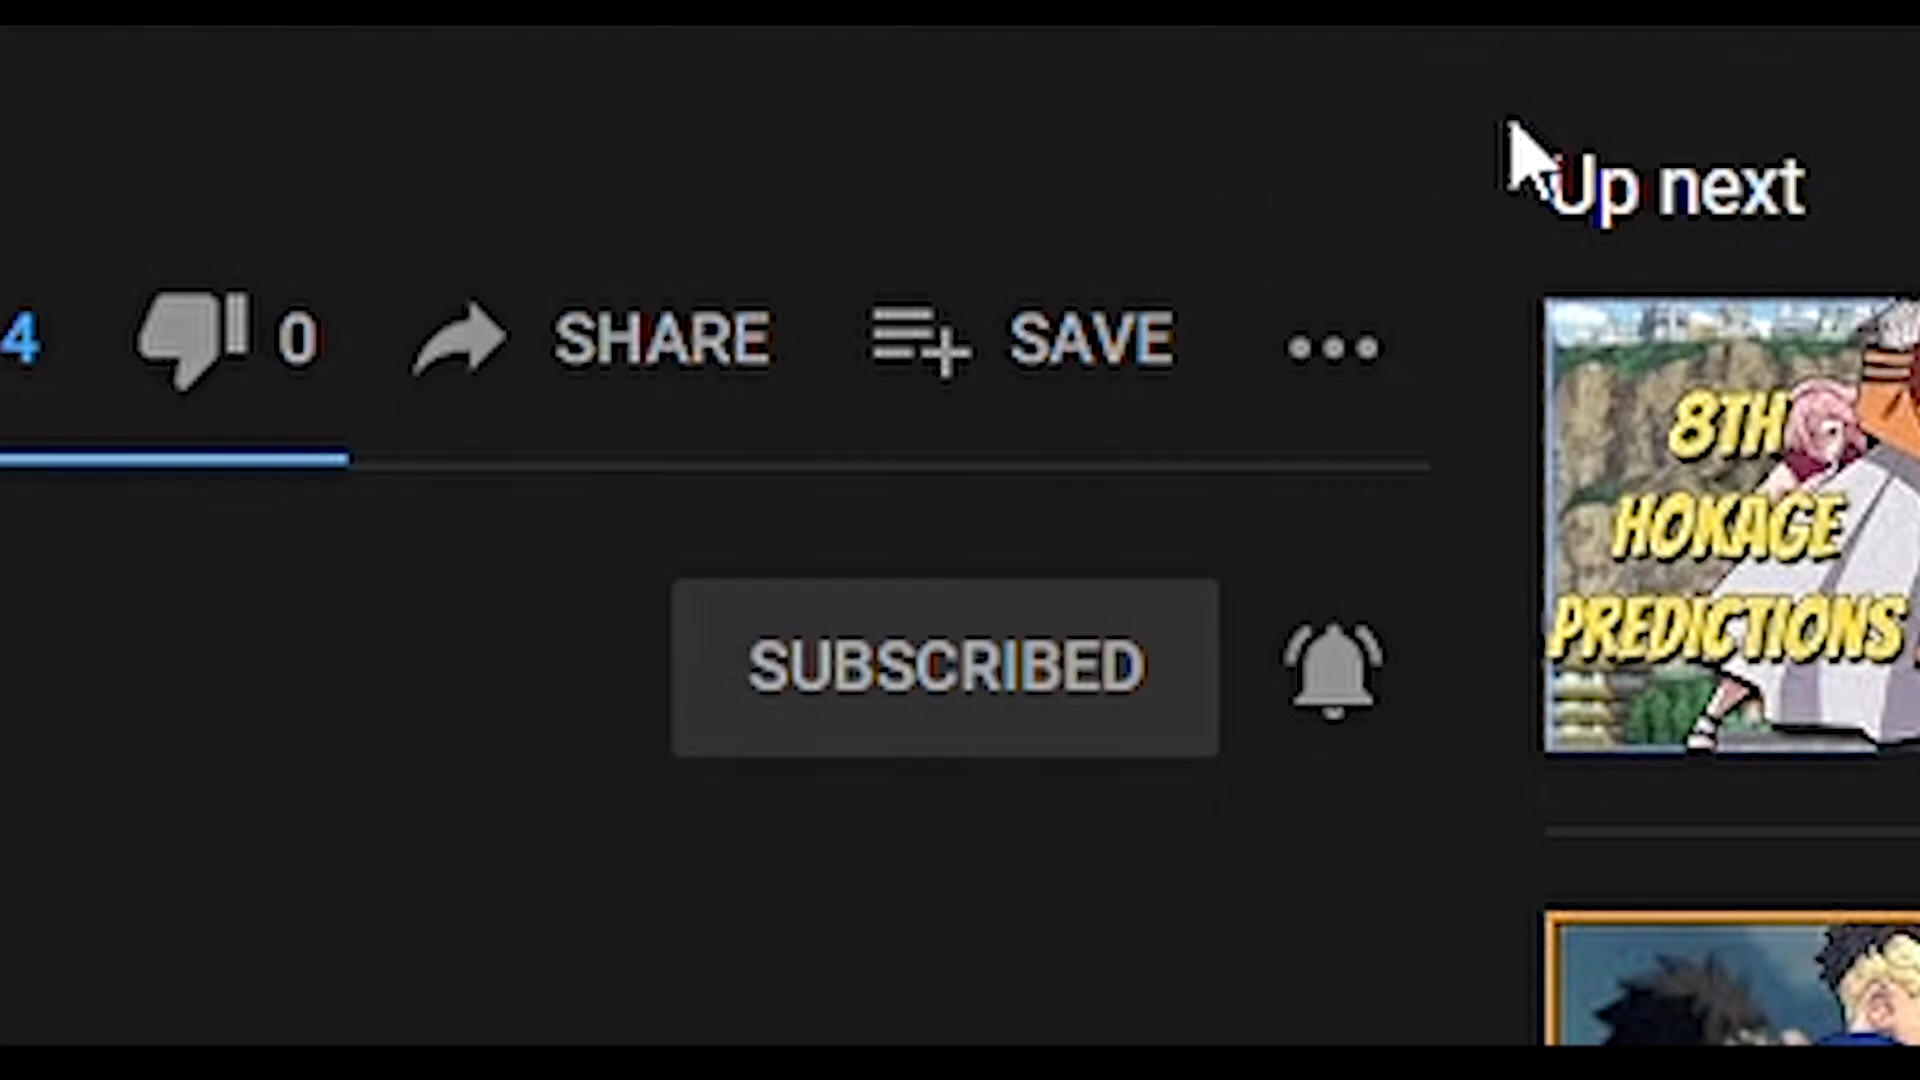 Up next
4 0 SHARE SAVE
SUBSCRIBED
8TH
HOKAGE
PREDICTIONS